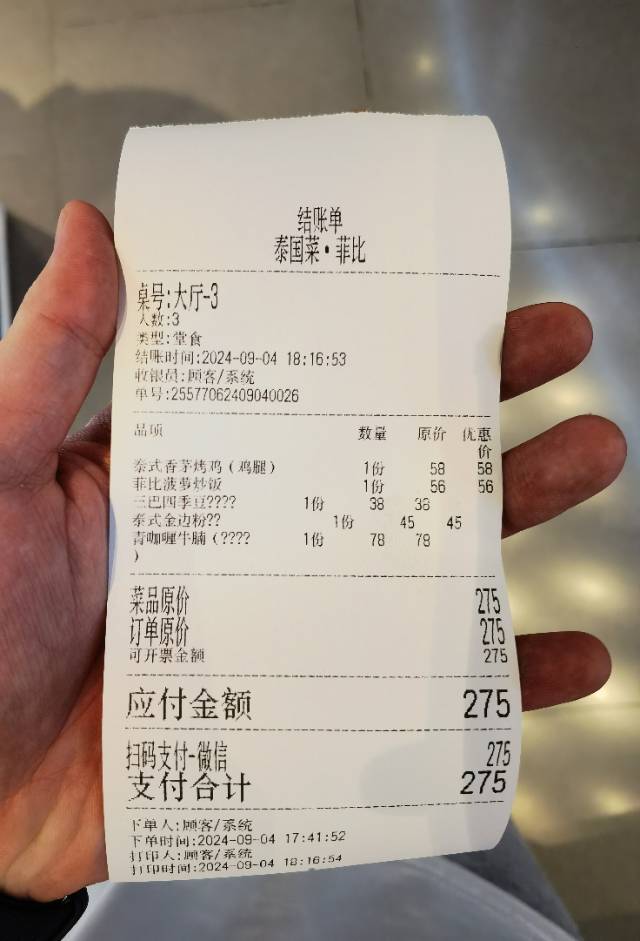 结账单
泰国菜•菲比
桌号:大厅-3
人数:3
类型:堂食
结账时间:2024-09-04 18:16:53
收银员:顾客/系统
单号:25577062409040026
品项 数量 原价 优惠
价
泰式香茅烤鸡(鸡腿) 1份 58 58
菲比菠萝炒饭 1份 56 56
三巴四季豆???? 1份 38 38
泰式金边粉?? 1份 45 45
青咖喱牛腩(???? 1份 78 78
)
菜品原价 275
订单原价 275
可开票金额 275
应付金额 275
扫码支付-微信 275
支付合计 275
下单人:顾客/系统
下单时间:2024-09-04 17:41:52
打印人:顾客/系统
打印时间:2024-09-04 18:16:54